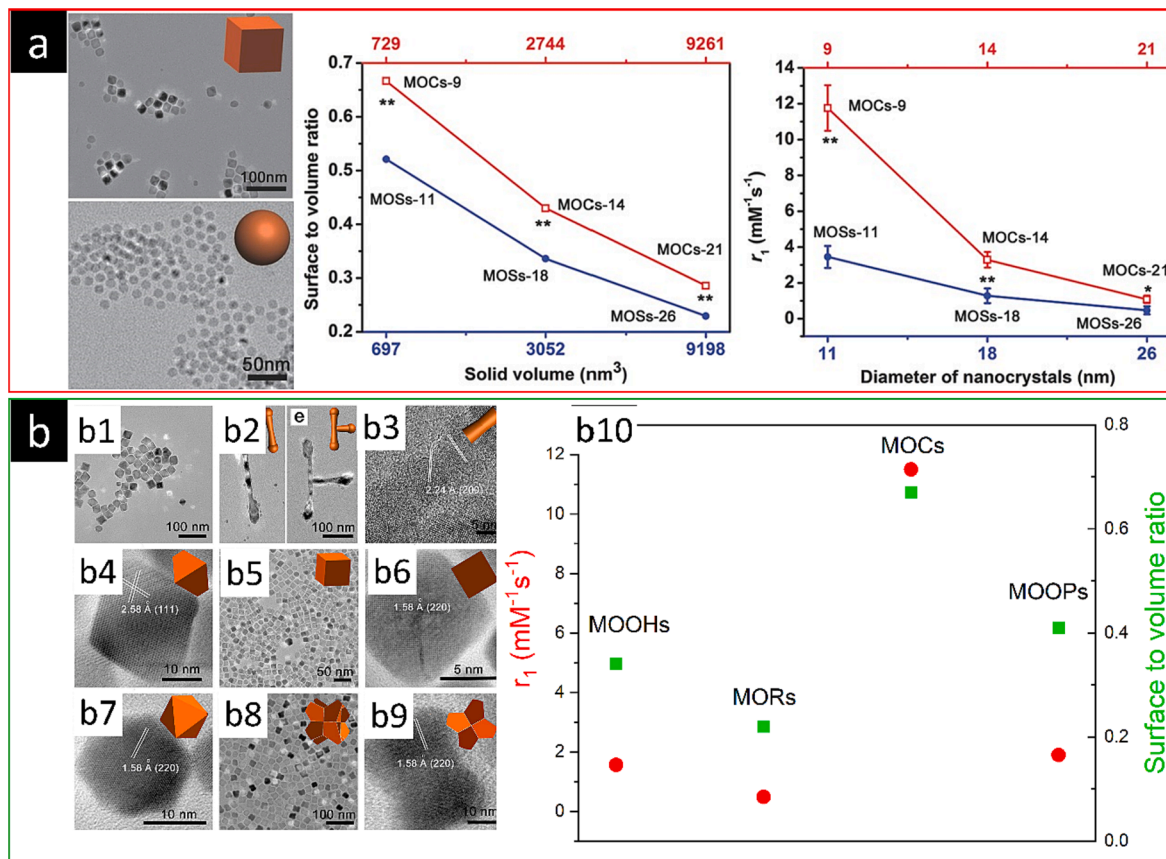 a
100nm
50nm
729 2744 9261
Surface to volume ratio
0.7
0.6
0.5
0.4
0.3
0.2
MOCs-9
**
MOSs-11
MOCs-14
**
MOSs-18
MOCs-21
**
MOSs-26
697 3052 9198
Solid volume (nm³)
9 14 21
r₁ (mM⁻¹s⁻¹)
14
12
10
8
6
4
2
0
MOCs-9
**
MOSs-11
MOCs-14
**
MOSs-18
MOCs-21
*
MOSs-26
11 18 26
Diameter of nanocrystals (nm)
b
b1
100 nm
b2
e
100 nm
b3
2.24 Å (200)
5 nm
b4
2.58 Å (111)
10 nm
b5
50 nm
b6
1.58 Å (220)
5 nm
b7
1.58 Å (220)
10 nm
b8
100 nm
b9
1.58 Å (220)
10 nm
b10
r₁ (mM⁻¹s⁻¹)
12
10
8
6
4
2
0
MOOHs
MORs
MOCs
MOOPs
0.8
0.6
0.4
0.2
0.0
Surface to volume ratio